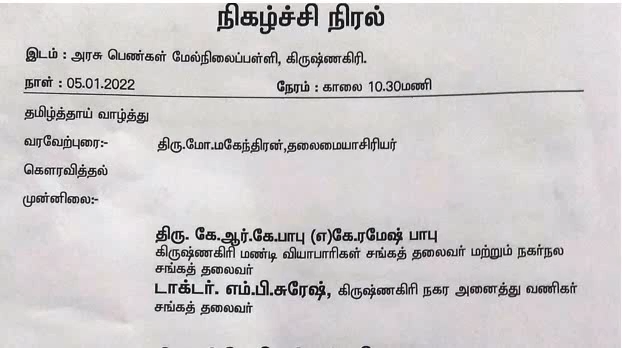 நிகழ்ச்சி நிரல்
இடம் : அரசு பெண்கள் மேல்நிலைப்பள்ளி, கிருஷ்ணகிரி.
நாள் : 05.01.2022 நேரம் : காலை 10.30மணி
தமிழ்த்தாய் வாழ்த்து
வரவேற்புரை:- திரு.மோ.மகேந்திரன்,தலைமையாசிரியர்
கௌரவித்தல்
முன்னிலை:-
திரு. கே.ஆர்.கே.பாபு (எ)கே.ரமேஷ் பாபு
கிருஷ்ணகிரி மண்டி வியாபாரிகள் சங்கத் தலைவர் மற்றும் நகர்நல
சங்கத் தலைவர்
டாக்டர். எம்.பி.சுரேஷ், கிருஷ்ணகிரி நகர அனைத்து வணிகர்
சங்கத் தலைவர்